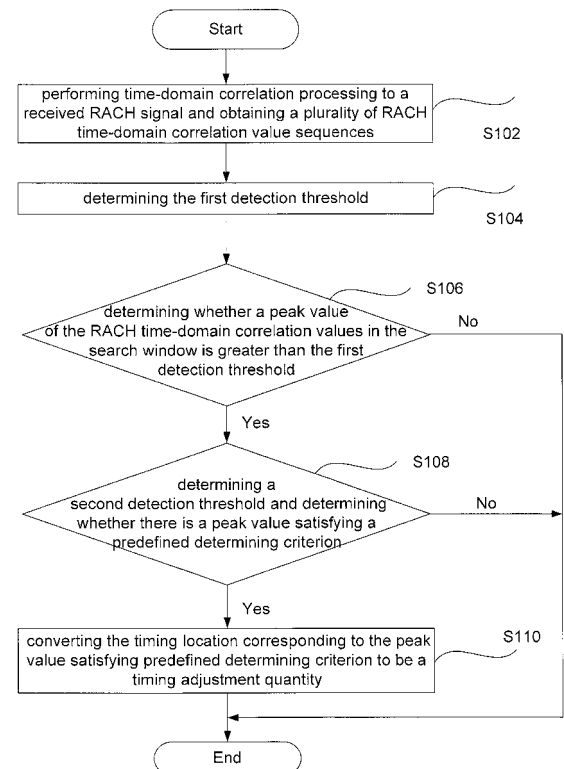 Start
performing time-domain correlation processing to a
received RACH signal and obtaining a plurality of RACH
time-domain correlation value sequences
S102
determining the first detection threshold
S104
S106
determining whether a peak value
of the RACH time-domain correlation values in the
search window is greater than the first
detection threshold
No
Yes
S108
determining a
second detection threshold and determining
whether there is a peak value satisfying a
predefined determining criterion
No
Yes
converting the timing location corresponding to the peak
value satisfying predefined determining criterion to be a
timing adjustment quantity
S110
End